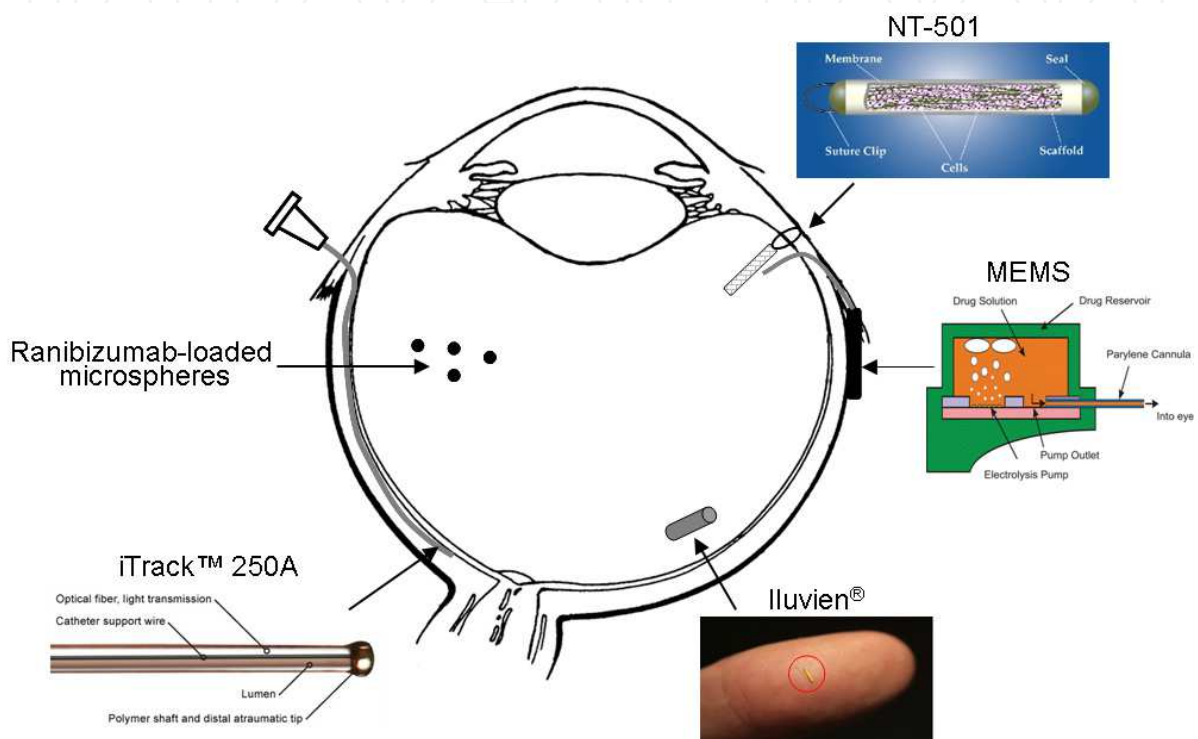 NT-501
Membrane
Seal
Suture Clip
Cells
Scaffold
MEMS
Drug Solution
Drug Reservoir
Parylene Cannula
Into eye
Pump Outlet
Electrolysis Pump
Ranibizumab-loaded
microspheres
iTrack™ 250A
Optical fiber, light transmission
Catheter support wire
Lumen
Polymer shaft and distal atraumatic tip
Iluvien®